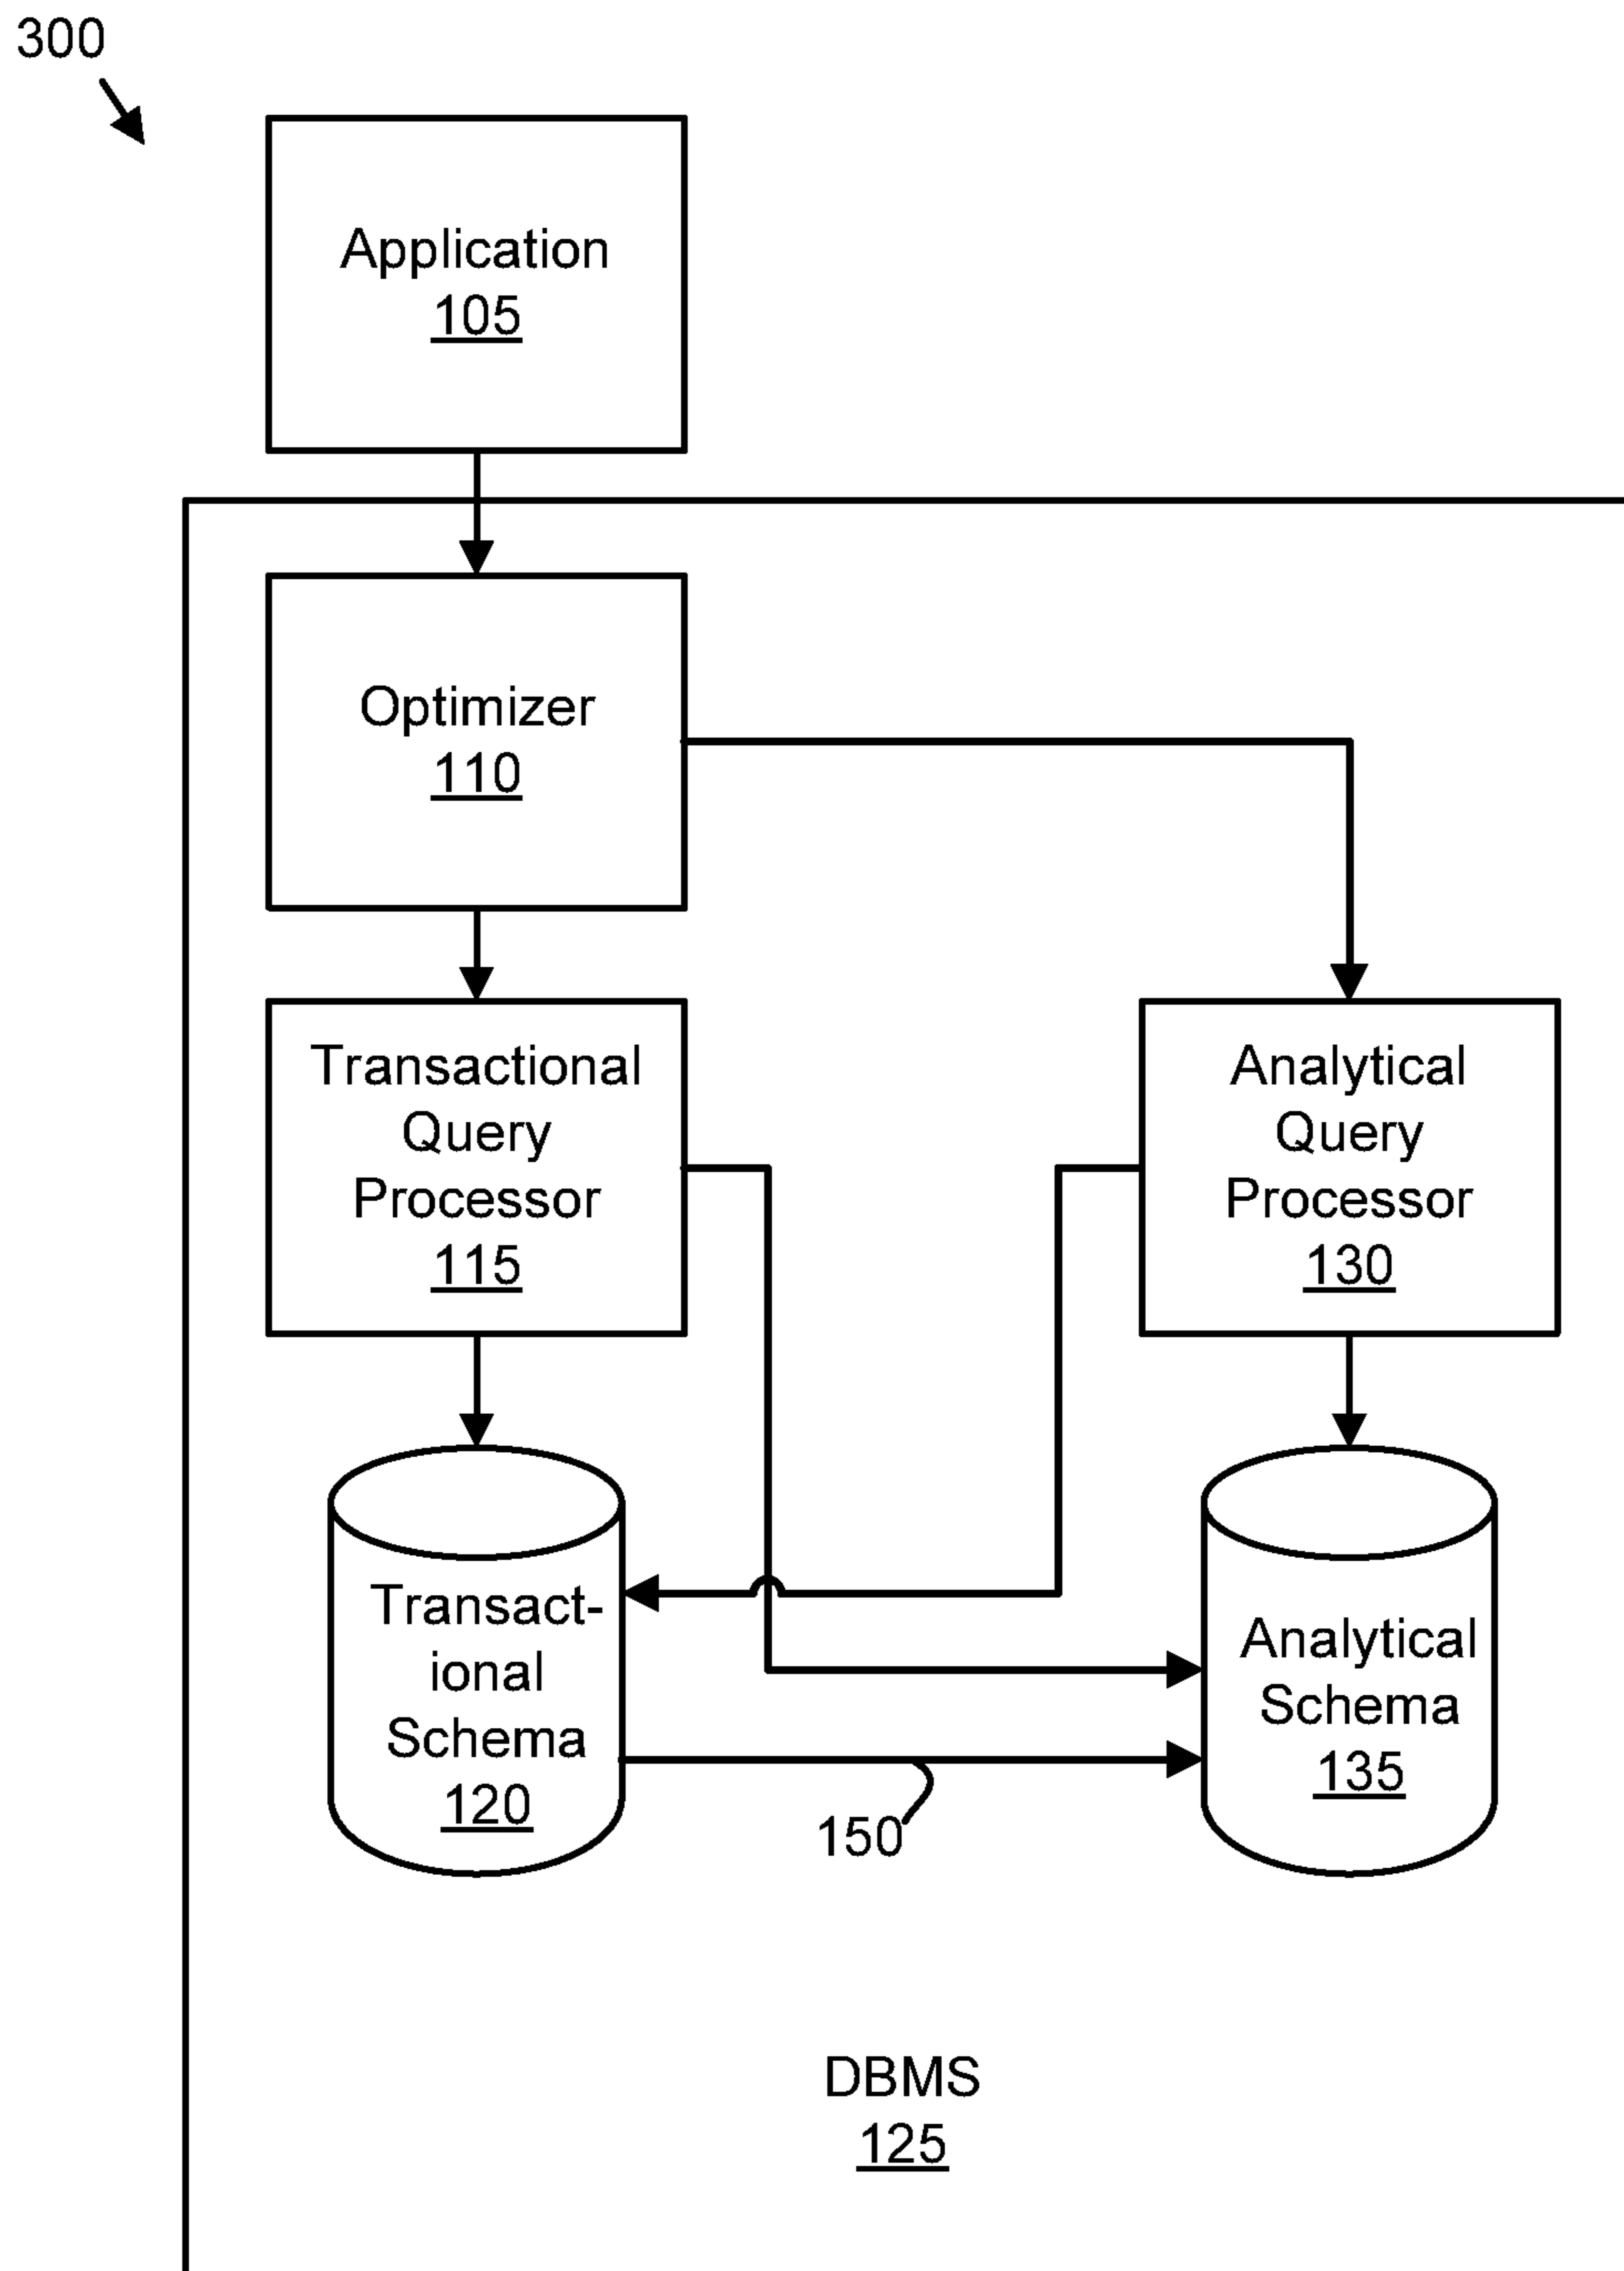 300
Application
105
Optimizer
110
Transactional
Query
Processor
115
Analytical
Query
Processor
130
Transact-
ional
Schema
120
Analytical
Schema
135
150
DBMS
125